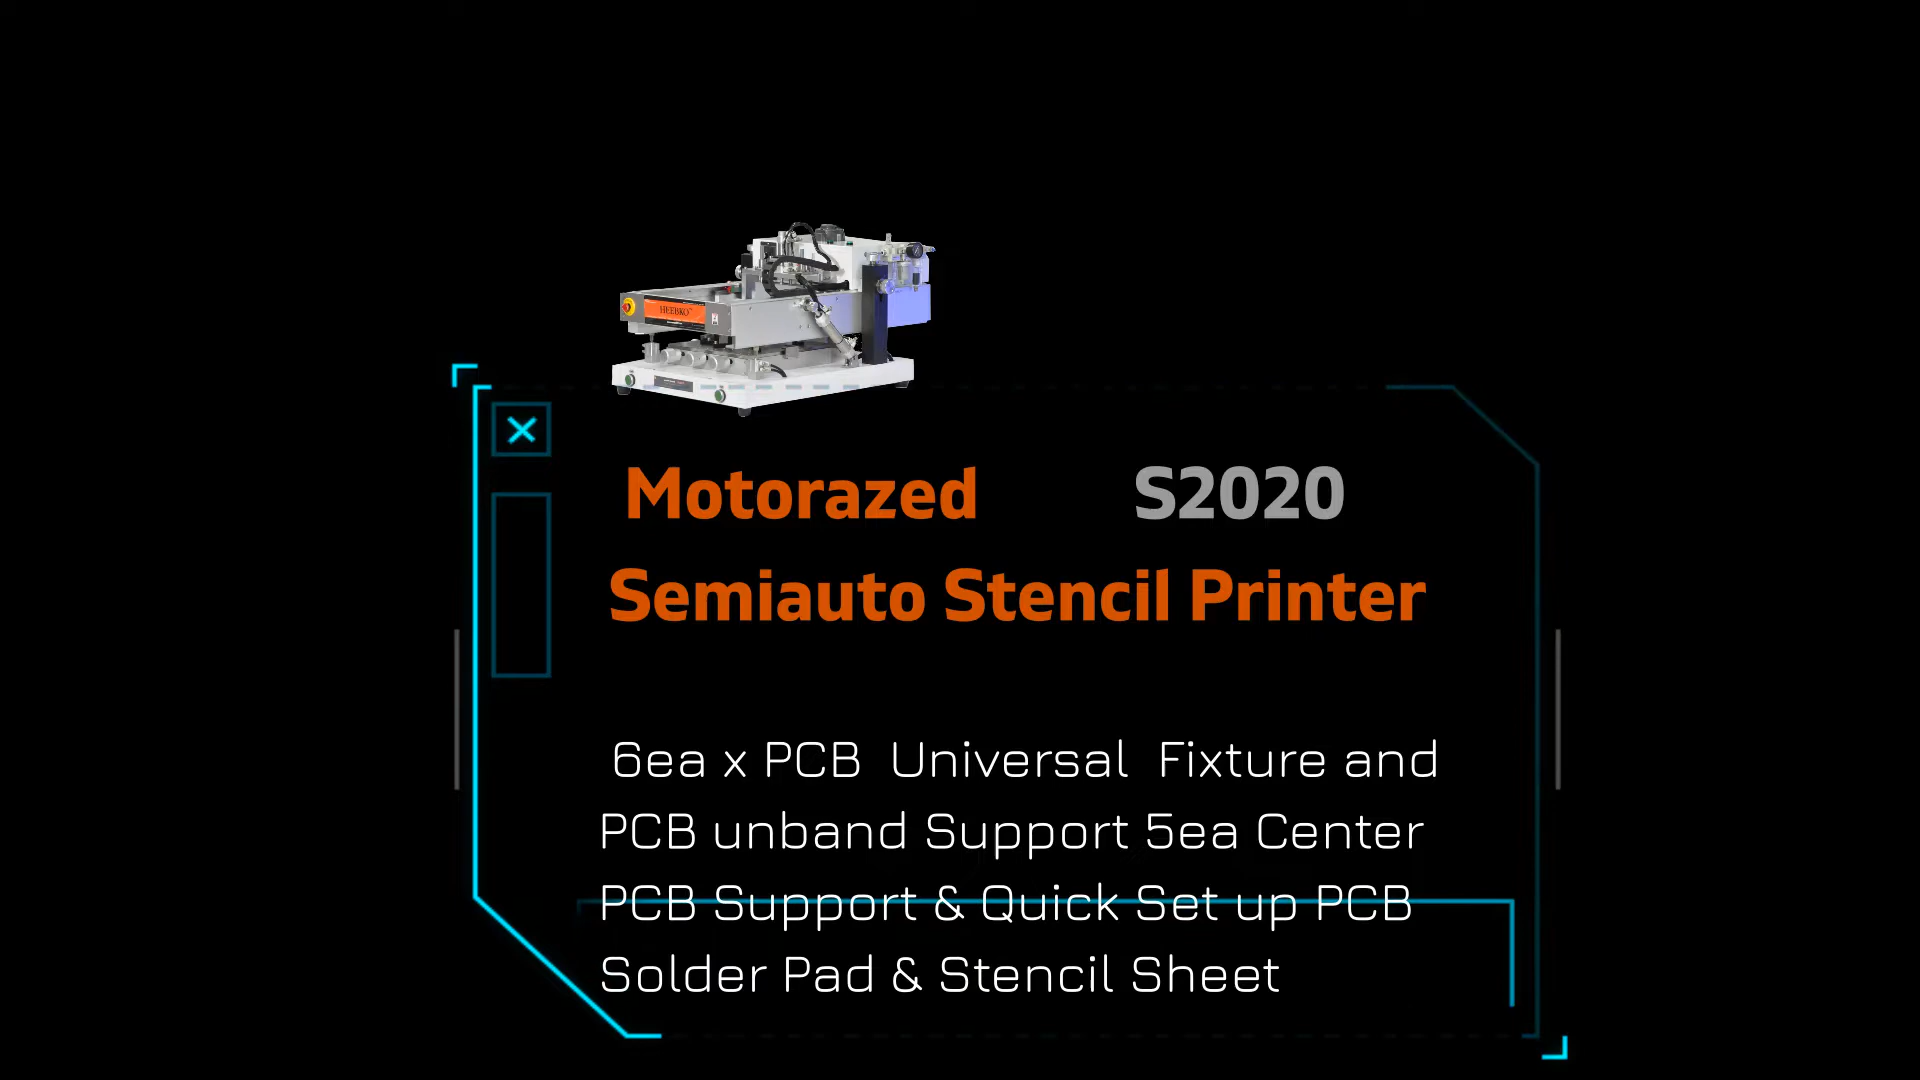 HEEBKO
Motorazed S2020
Semiauto Stencil Printer
6ea x PCB Universal Fixture and
PCB unband Support 5ea Center
PCB Support & Quick Set up PCB
Solder Pad & Stencil Sheet